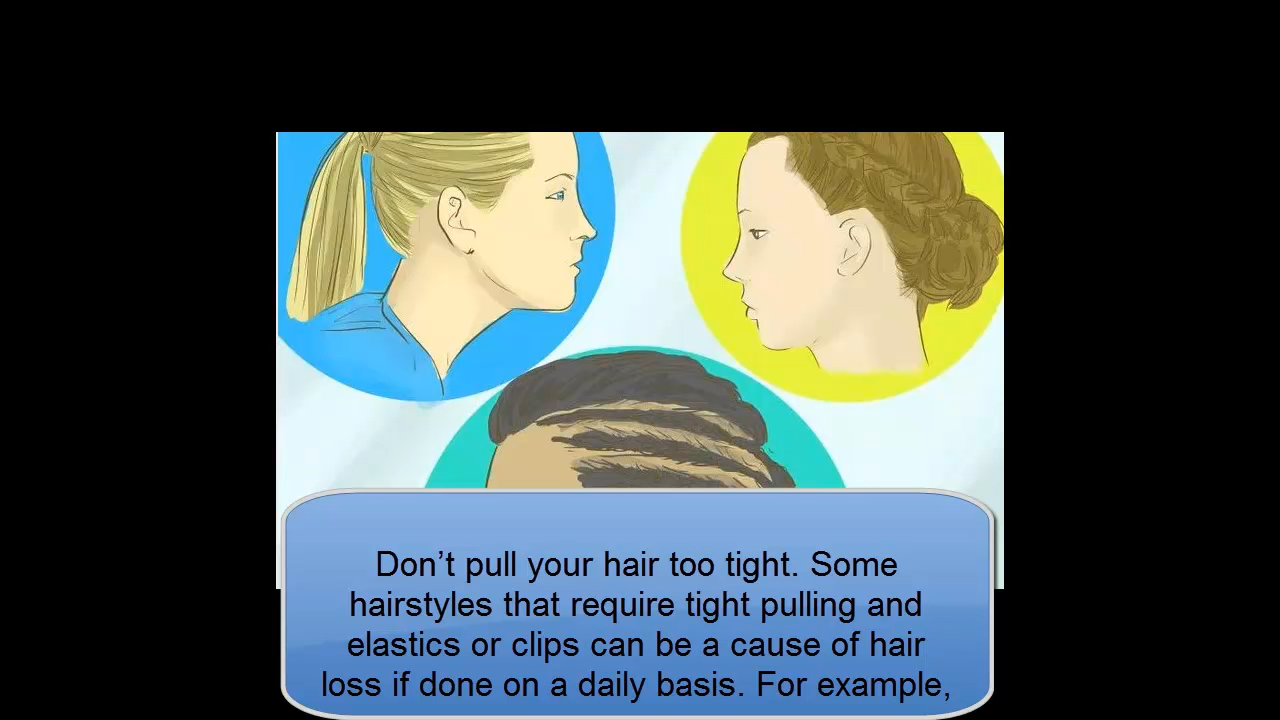 Don’t pull your hair too tight. Some
hairstyles that require tight pulling and
elastics or clips can be a cause of hair
loss if done on a daily basis. For example,